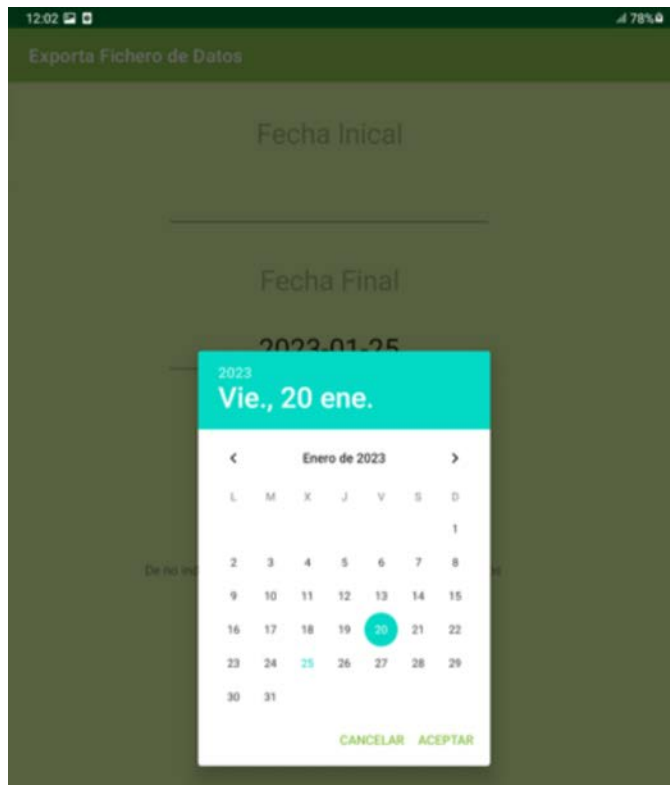 12:02 78%
Exporta Fichero de Datos
Fecha Inical
Fecha Final
2023-01-25
2023
Vie., 20 ene.
Enero de 2023
L M X J V S D
1
2 3 4 5 6 7 8
9 10 11 12 13 14 15
16 17 18 19 20 21 22
23 24 25 26 27 28 29
30 31
De no
CANCELAR ACEPTAR